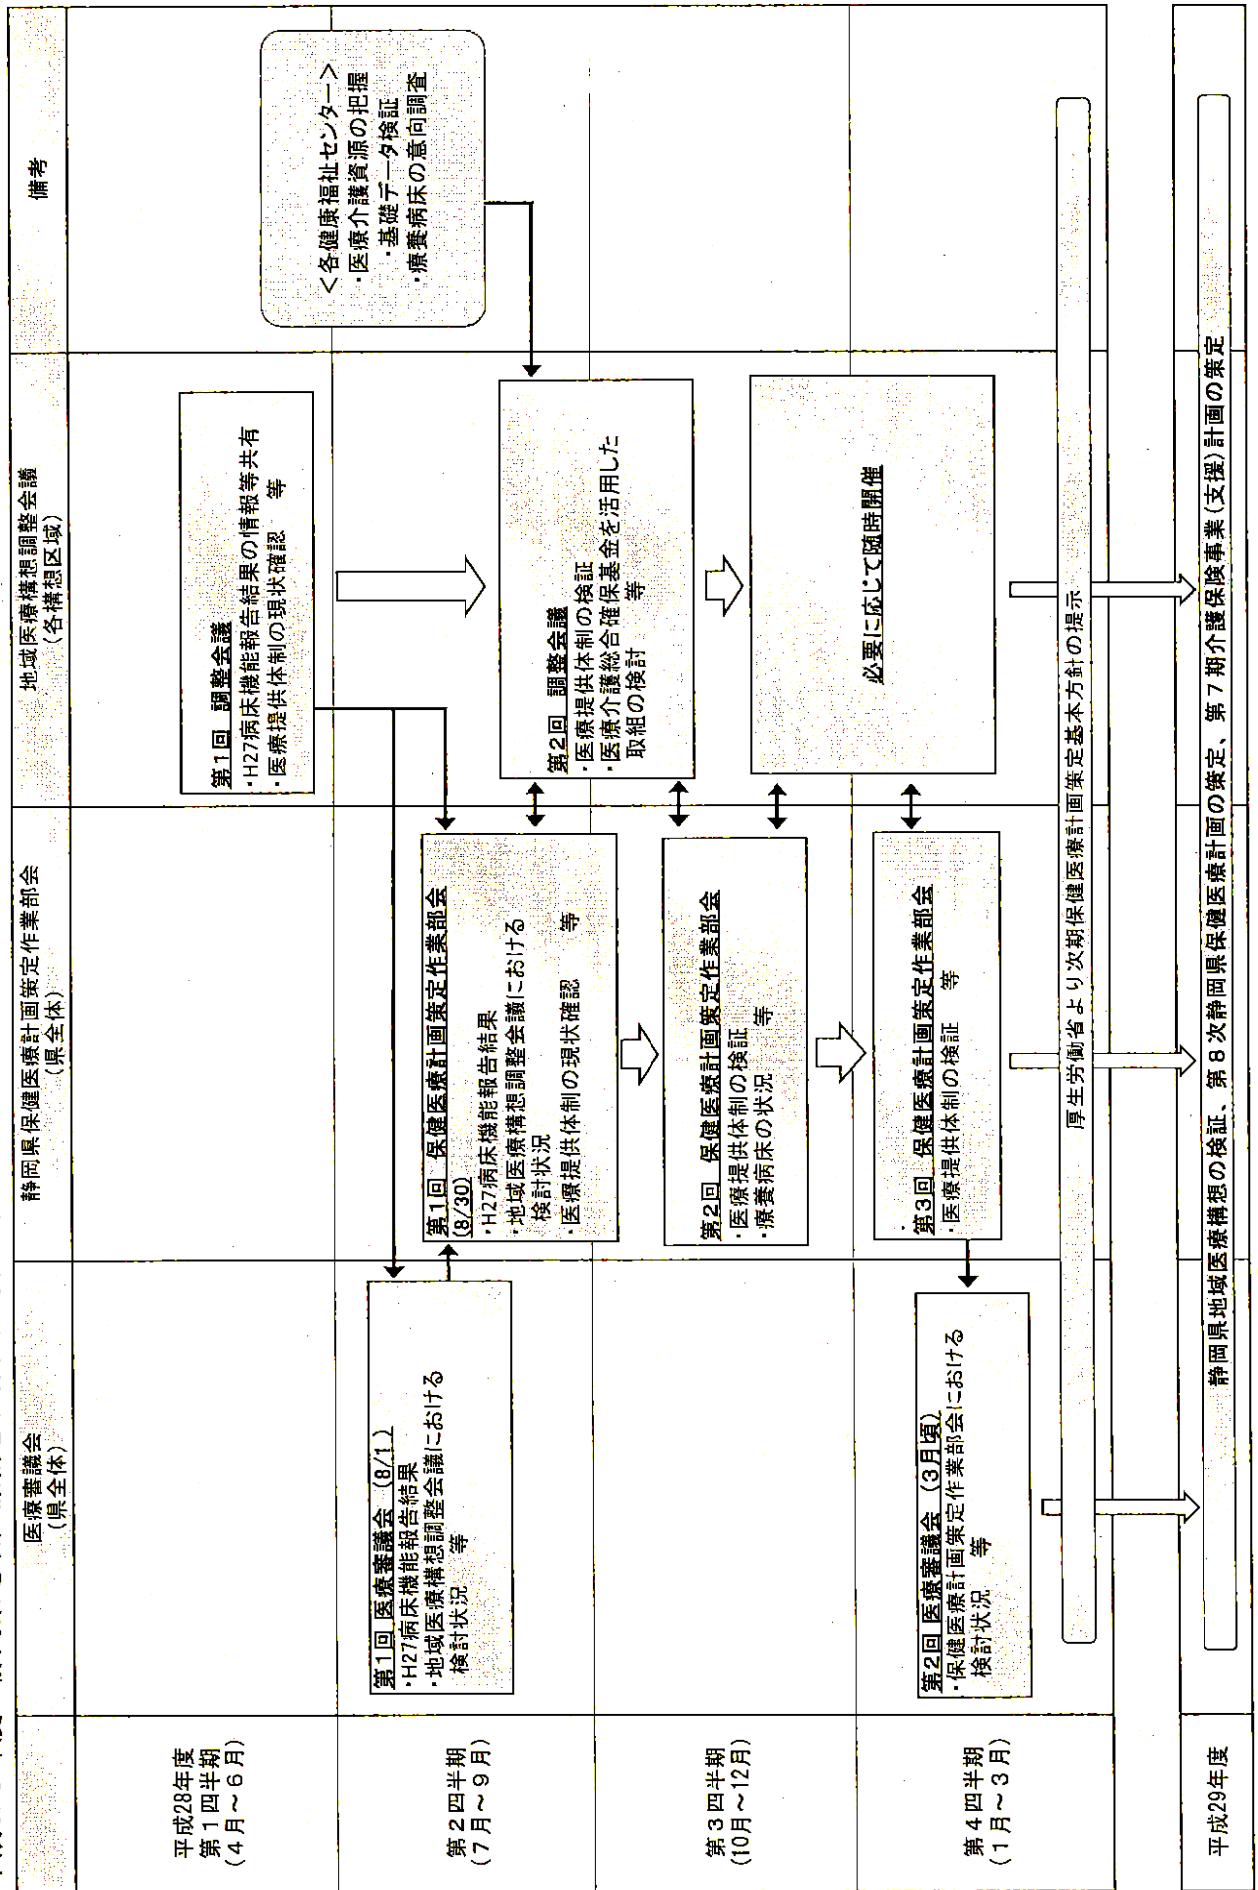 医療審議会
(県全体)
静岡県保健医療計画策定作業部会
(県全体)
地域医療構想調整会議
(各構想区域)
備考
平成28年度
第1四半期
(4月～6月)
第1回 調整会議
・H27病床機能報告結果の情報等共有
・医療提供体制の現状確認 等
<各健康福祉センター>
・医療介護資源の把握
・基礎データ検証
・療養病床の意向調査
第2四半期
(7月～9月)
第1回 医療審議会 (8/1)
・H27病床機能報告結果
・地域医療構想調整会議における
検討状況 等
第1回 保健医療計画策定作業部会
(8/30)
・H27病床機能報告結果
・地域医療構想調整会議における
検討状況
・医療提供体制の現状確認 等
第2回 調整会議
・医療提供体制の検証
・医療介護総合確保基金を活用した
取組の検討 等
第3四半期
(10月～12月)
第2回 保健医療計画策定作業部会
・医療提供体制の検証
・療養病床の状況 等
必要に応じて随時開催
第4四半期
(1月～3月)
第2回 医療審議会 (3月頃)
・保健医療計画策定作業部会における
検討状況 等
第3回 保健医療計画策定作業部会
・医療提供体制の検証 等
厚生労働省より次期保健医療計画策定基本方針の提示
平成29年度
静岡県地域医療構想の検証、第8次静岡県保健医療計画の策定、第7期介護保険事業(支援)計画の策定